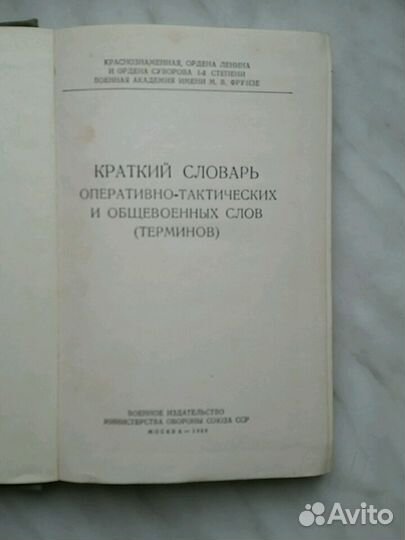 КРАСНОЗНАМЕННАЯ, ОРДЕНА ЛЕНИНА
И ОРДЕНА СУВОРОВА 1-й СТЕПЕНИ
ВОЕННАЯ АКАДЕМИЯ ИМЕНИ М. В. ФРУНЗЕ
КРАТКИЙ СЛОВАРЬ
ОПЕРАТИВНО-ТАКТИЧЕСКИХ
И ОБЩЕВОЕННЫХ СЛОВ
(ТЕРМИНОВ)
ВОЕННОЕ ИЗДАТЕЛЬСТВО
МИНИСТЕРСТВА ОБОРОНЫ СОЮЗА ССР
МОСКВА —
Avito